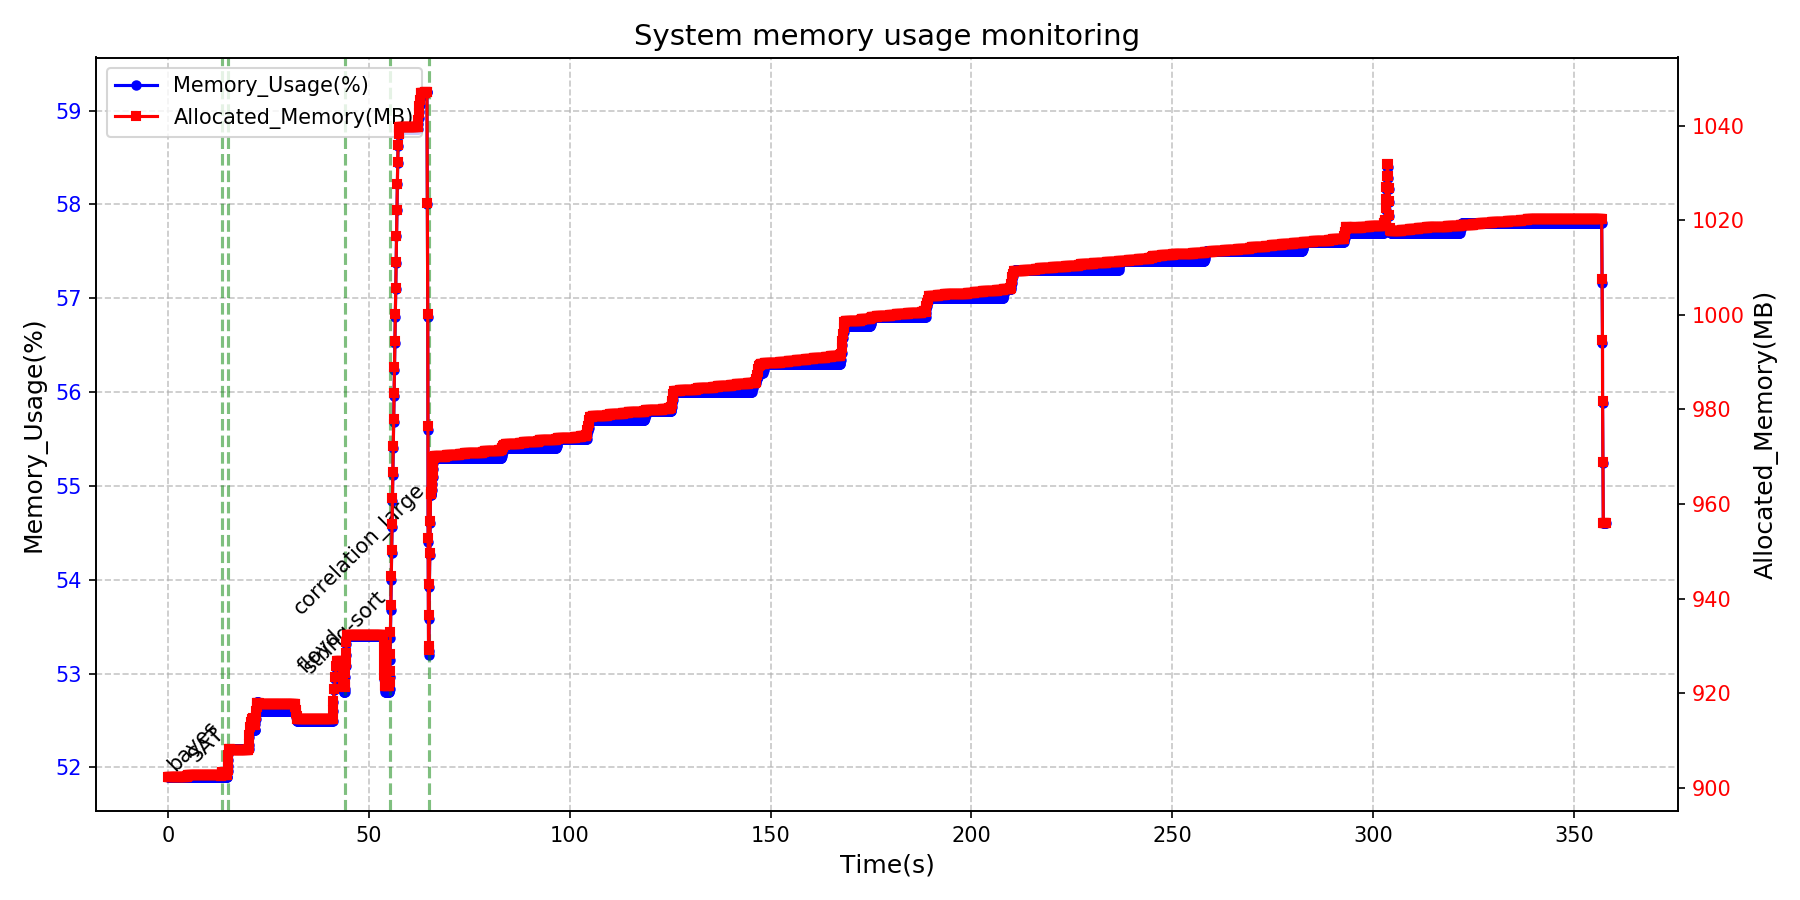 System memory usage monitoring
Memory_Usage(%)
Allocated_Memory(MB)
59
58
57
56
55
54
53
52
Memory_Usage(%)
1040
1020
1000
980
960
940
920
900
Allocated_Memory(MB)
correlation_large
floyd
string-sort
bayes
SAT
0
50
100
150
200
250
300
350
Time(s)